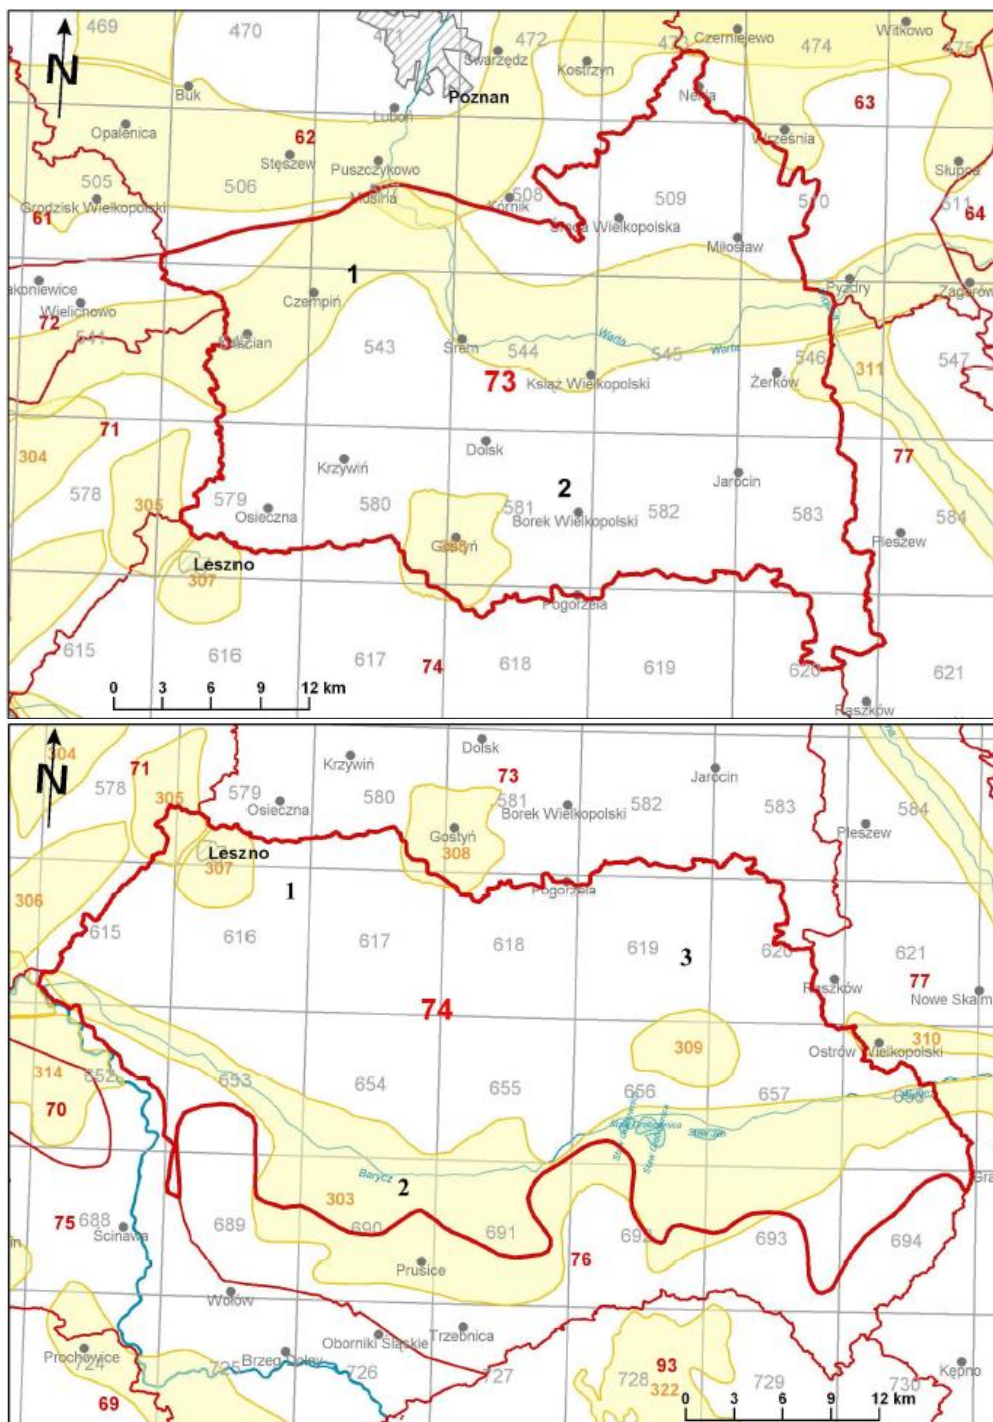 469
470
471
472
473
474
475
Swarzędz
Czerniejewo
Witkowo
Kostrzyn
N
Buk
Poznan
Nekla
63
Opalenica
Luboń
62
Września
Stęszew
Puszczykowo
Słupca
505
506
507
508
509
510
511
Mosina
Kórnik
Grodzisk Wielkopolski
61
Środa Wielkopolska
64
Miłosław
1
Pyzdry
Zagórów
Wielichowo
Czempiń
72
541
543
Śrem
544
Warta
545
Warta
546
547
73
Książ Wielkopolski
Żerków
311
71
304
Dolsk
77
Krzywiń
Jarocin
578
305
579
580
2
581
582
583
584
Osieczna
Borek Wielkopolski
Gostyń
Pleszew
Leszno
307
Pogorzela
615
616
617
74
618
619
620
621
0 3 6 9 12 km
Raszków
304
N
71
Dolsk
73
Krzywiń
Jarocin
578
305
579
580
581
582
583
584
Osieczna
Borek Wielkopolski
Pleszew
Gostyń
Leszno
307
308
306
1
Pogorzela
615
616
617
618
619
3
620
621
77
Raszków
74
310
309
Ostrów Wielkopolski
314
652
653
654
655
656
657
70
Barycz
303
2
75
688
689
690
691
692
693
694
Ścinawa
76
Prusice
Wołów
Oborniki Śląskie
Trzebnica
Prochowice
724
725
Brzeg Dolny
726
727
93
728
322
729
730
Kępno
69
0 3 6 9 12 km